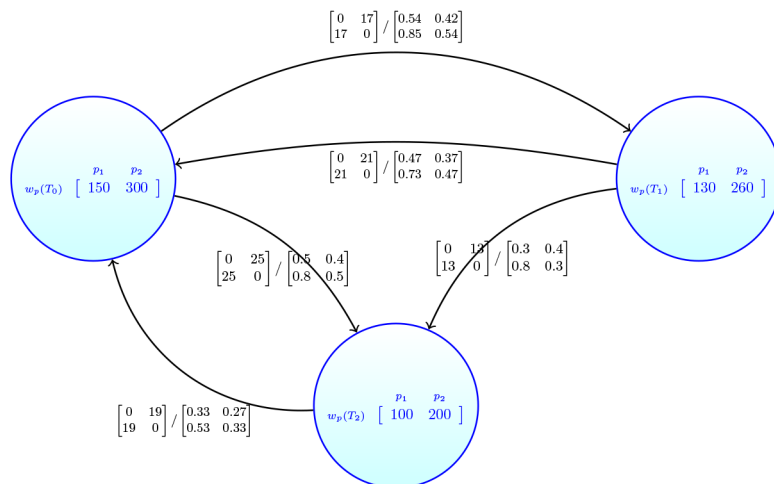 [0 17] / [0.54 0.42]
[17 0] / [0.85 0.54]
p₁ p₂
w_p(T₀) [ 150 300 ]
[0 21] / [0.47 0.37]
[21 0] / [0.73 0.47]
p₁ p₂
w_p(T₁) [ 130 260 ]
[0 25] / [0.5 0.4]
[25 0] / [0.8 0.5]
[0 13] / [0.3 0.4]
[13 0] / [0.8 0.3]
p₁ p₂
w_p(T₂) [ 100 200 ]
[0 19] / [0.33 0.27]
[19 0] / [0.53 0.33]